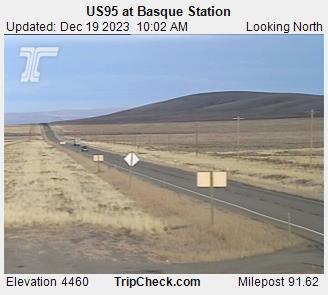 US95 at Basque Station
Updated: Dec 19 2023 10:02 AM Looking North
Elevation 4460 TripCheck.com Milepost 91.62